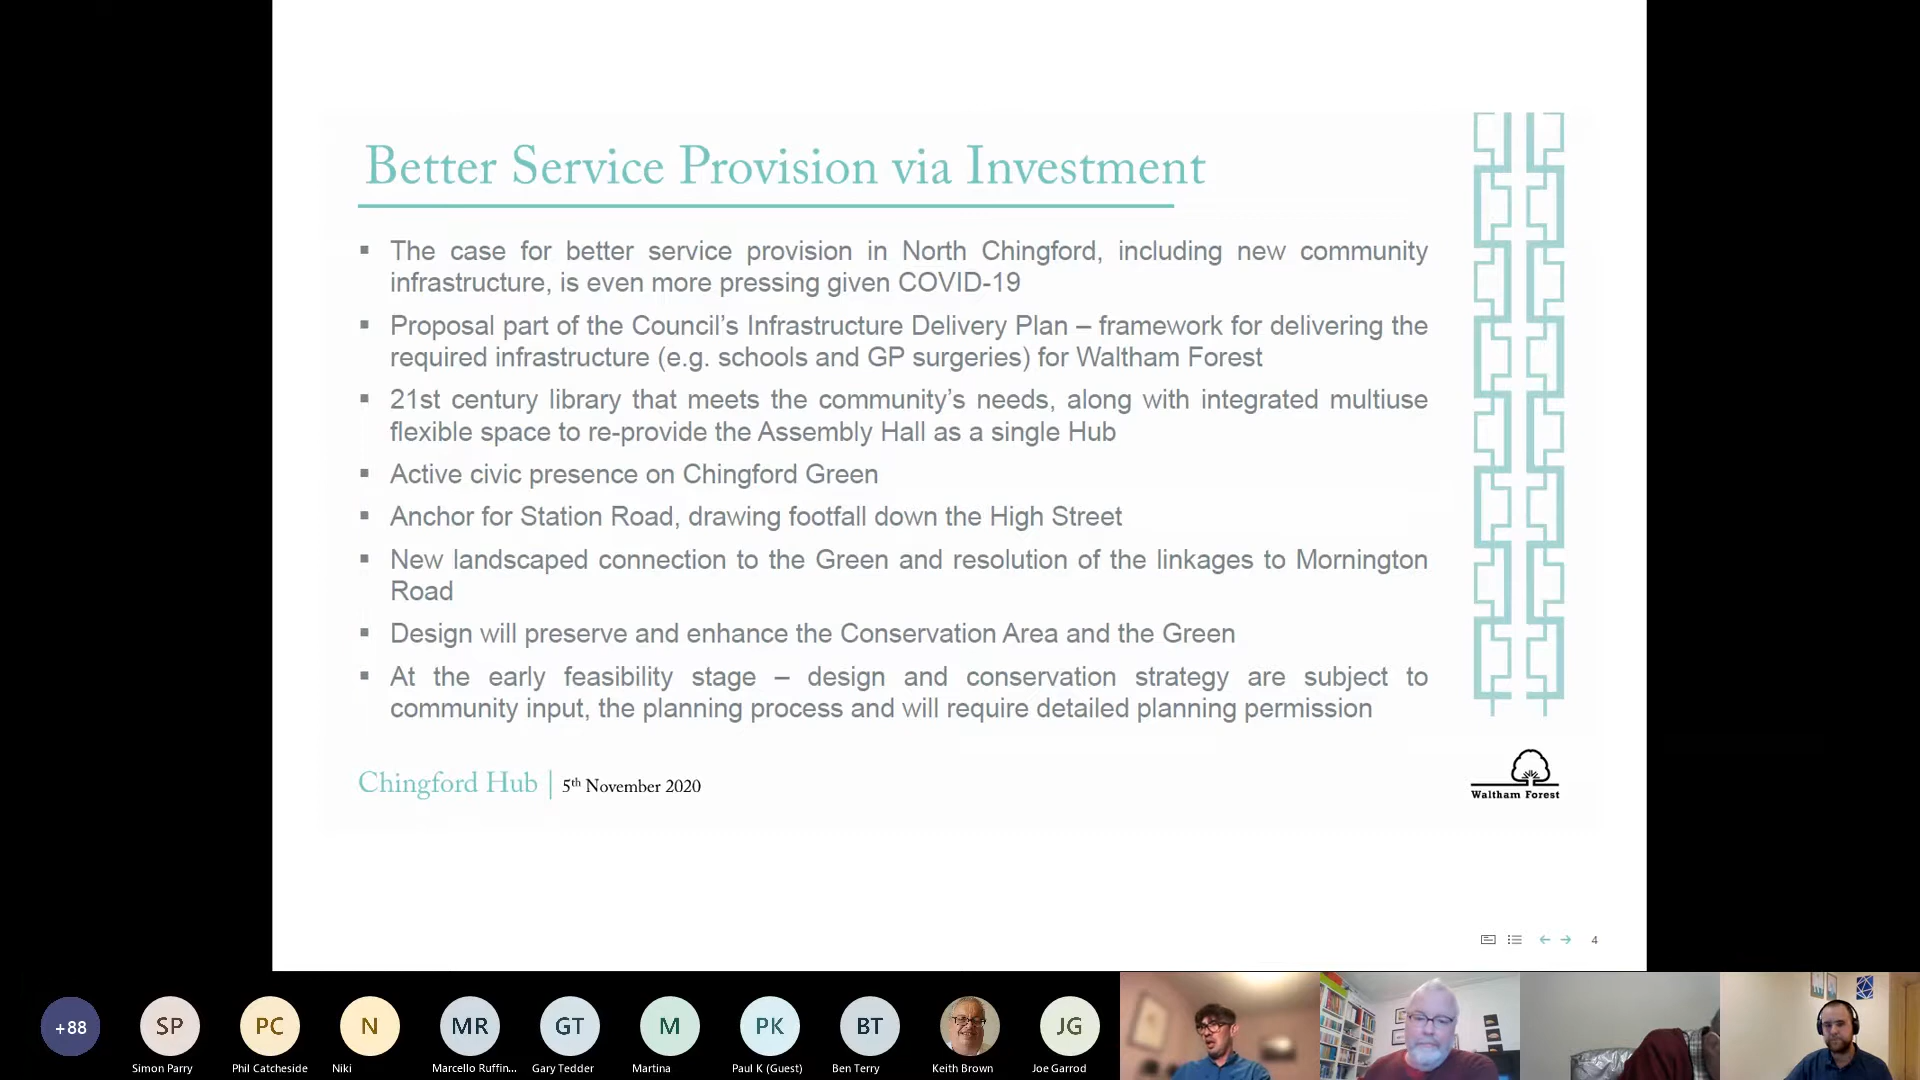 Better Service Provision via Investment
▪ The case for better service provision in North Chingford, including new community
infrastructure, is even more pressing given COVID-19
▪ Proposal part of the Council’s Infrastructure Delivery Plan – framework for delivering the
required infrastructure (e.g. schools and GP surgeries) for Waltham Forest
▪ 21st century library that meets the community’s needs, along with integrated multiuse
flexible space to re-provide the Assembly Hall as a single Hub
▪ Active civic presence on Chingford Green
▪ Anchor for Station Road, drawing footfall down the High Street
▪ New landscaped connection to the Green and resolution of the linkages to Mornington
Road
▪ Design will preserve and enhance the Conservation Area and the Green
▪ At the early feasibility stage – design and conservation strategy are subject to
community input, the planning process and will require detailed planning permission
Chingford Hub | 5th November 2020
Waltham Forest
4
+88 SP PC N MR GT M PK BT JG
Simon Parry Phil Catcheside Niki Marcello Ruffin... Gary Tedder Martina Paul K (Guest) Ben Terry Keith Brown Joe Garrod